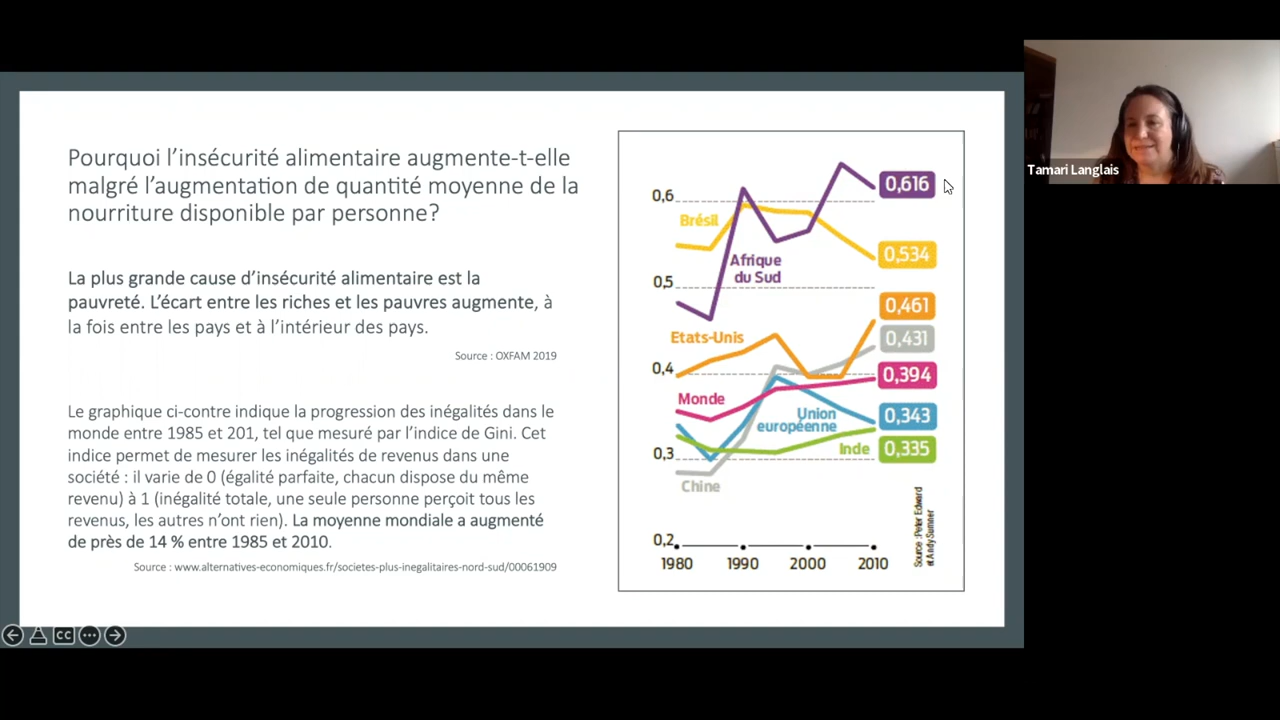 Pourquoi l’insécurité alimentaire augmente-t-elle
malgré l’augmentation de quantité moyenne de la
nourriture disponible par personne?
La plus grande cause d’insécurité alimentaire est la
pauvreté. L’écart entre les riches et les pauvres augmente, à
la fois entre les pays et à l’intérieur des pays.
Source : OXFAM 2019
Le graphique ci-contre indique la progression des inégalités dans le
monde entre 1985 et 201, tel que mesuré par l’indice de Gini. Cet
indice permet de mesurer les inégalités de revenus dans une
société : il varie de 0 (égalité parfaite, chacun dispose du même
revenu) à 1 (inégalité totale, une seule personne perçoit tous les
revenus, les autres n’ont rien). La moyenne mondiale a augmenté
de près de 14 % entre 1985 et 2010.
Source : www.alternatives-economiques.fr/societes-plus-inegalitaires-nord-sud/00061909
0,6
0,5
0,4
0,3
0,2
1980 1990 2000 2010
Brésil
Afrique
du Sud
Etats-Unis
Monde
Union
européenne
Inde
Chine
0,616
0,534
0,461
0,431
0,394
0,343
0,335
Source : Peter Edward
et Andy Sumner
Tamari Langlais
CC